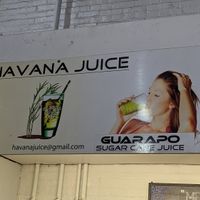 HAVANA JUICE
GUARAPO
SUGAR CANE JUICE
havanajuice@gmail.com